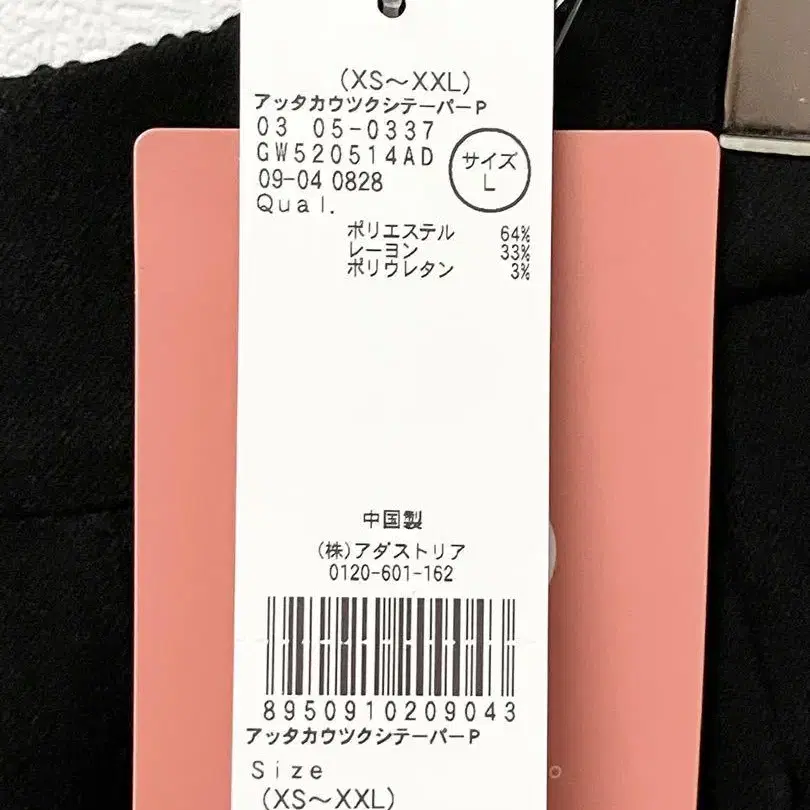 (XS～XXL)
アッタカウツクシテーパーP
03 05-0337
GW520514AD
09-04 0828
サイズ
L
Qual.
ポリエステル 64%
レーヨン 33%
ポリウレタン 3%
中国製
(株)アダストリア
0120-601-162
8950910209043
アッタカウツクシテーパーP
Size
(XS～XXL)